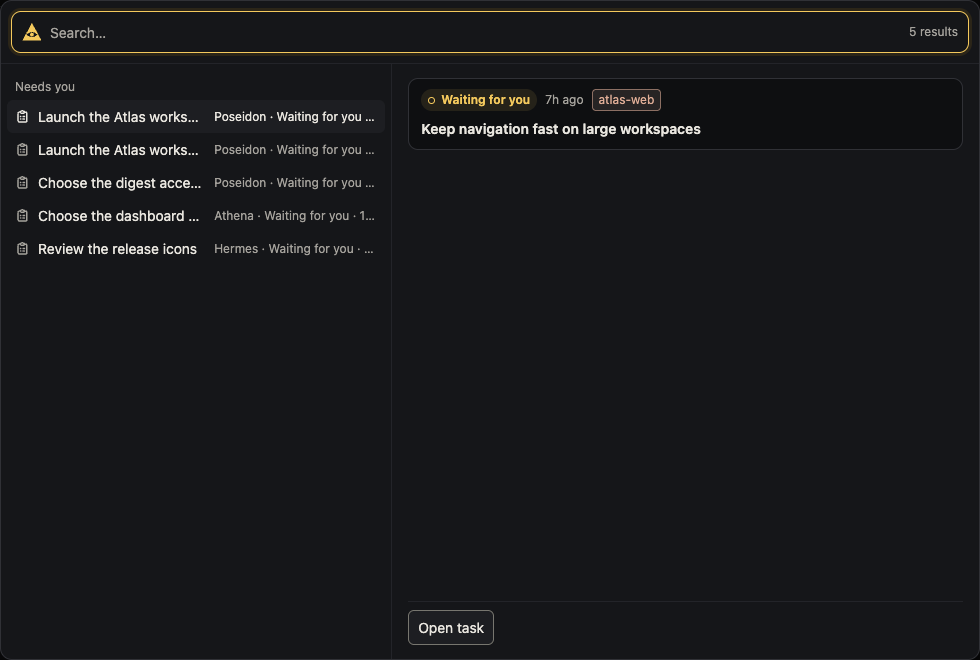 Search...
5 results
Needs you
Launch the Atlas works... Poseidon · Waiting for you ...
Launch the Atlas works... Poseidon · Waiting for you ...
Choose the digest acce... Poseidon · Waiting for you ...
Choose the dashboard ... Athena · Waiting for you · 1...
Review the release icons Hermes · Waiting for you · ...
Waiting for you 7h ago atlas-web
Keep navigation fast on large workspaces
Open task